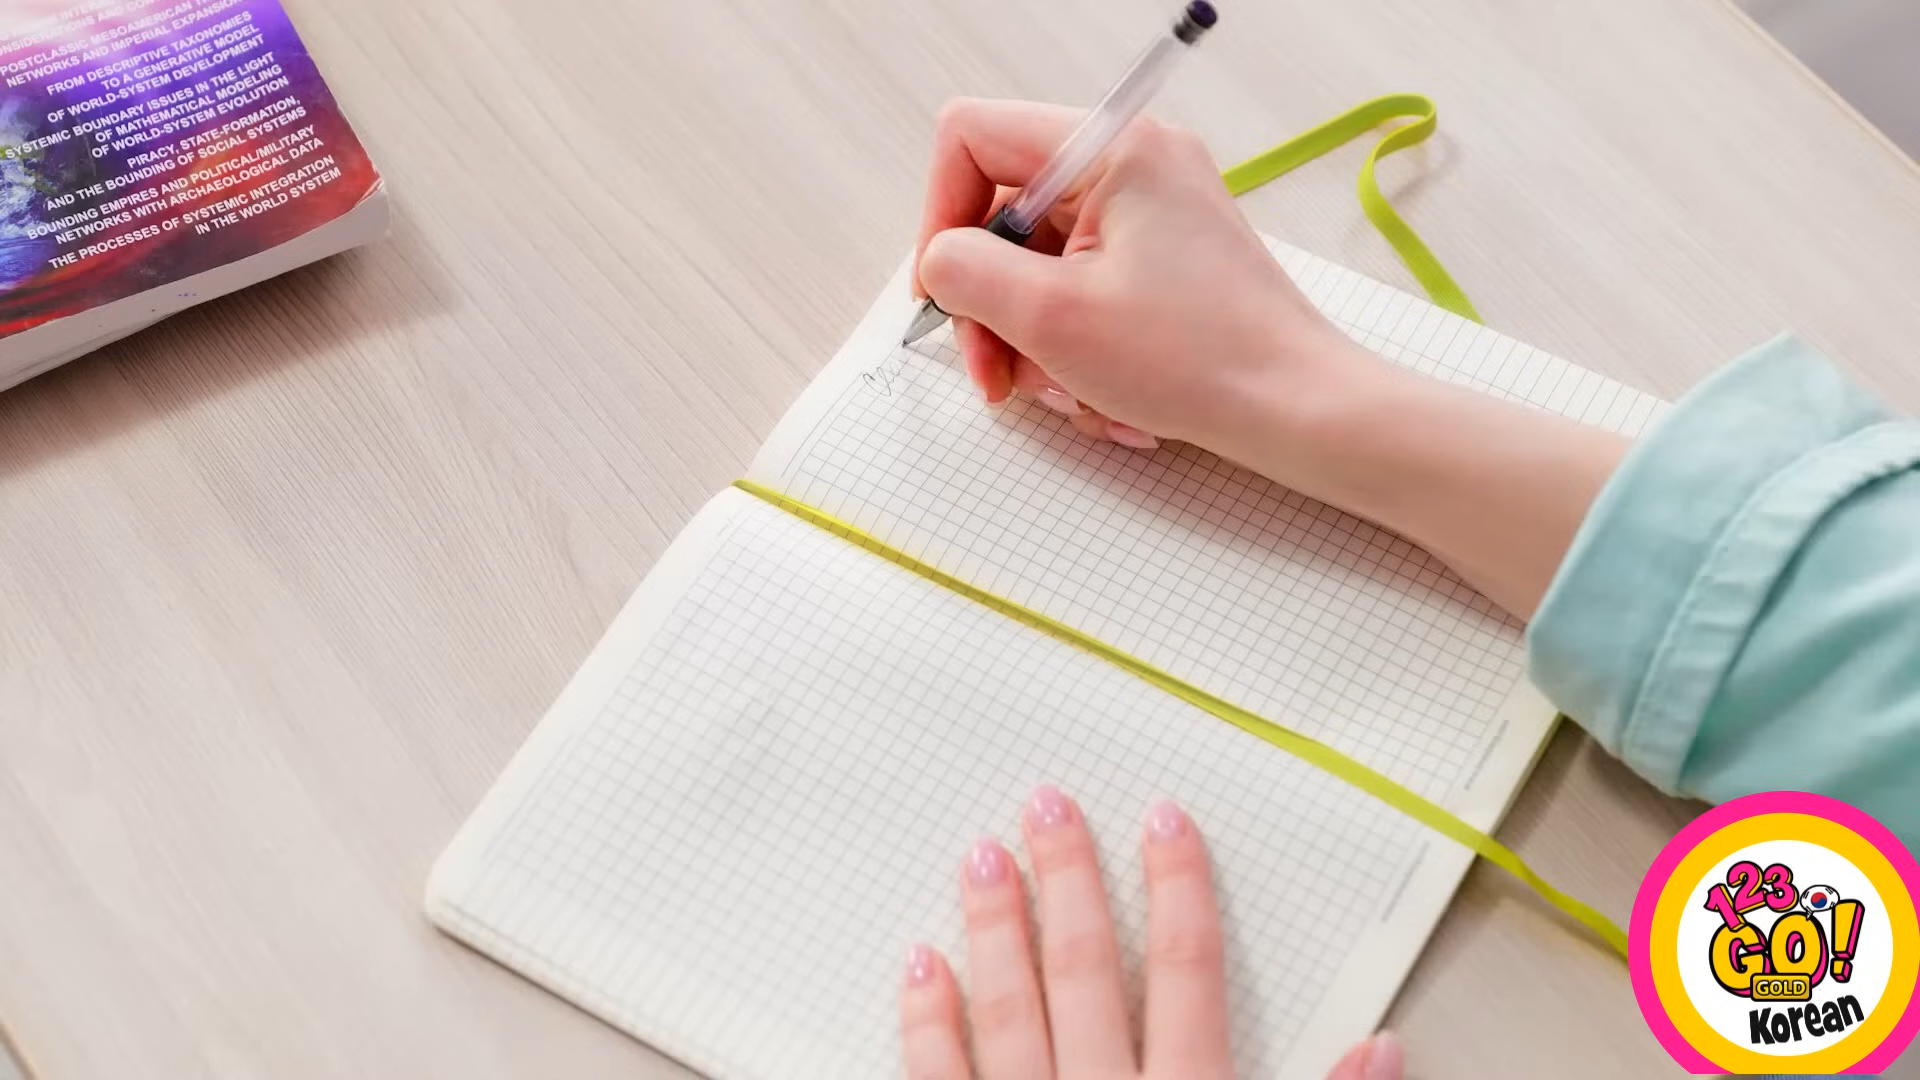 POSTCLASSIC MESOAMERICAN
NETWORKS AND IMPERIAL EXPANSION
FROM DESCRIPTIVE TAXONOMIES
TO A GENERATIVE MODEL
OF WORLD-SYSTEM DEVELOPMENT
SYSTEMIC BOUNDARY ISSUES IN THE LIGHT
OF MATHEMATICAL MODELING
OF WORLD-SYSTEM EVOLUTION
PIRACY, STATE-FORMATION,
AND THE BOUNDING OF SOCIAL SYSTEMS
BOUNDING EMPIRES AND POLITICAL/MILITARY
NETWORKS WITH ARCHAEOLOGICAL DATA
THE PROCESSES OF SYSTEMIC INTEGRATION
IN THE WORLD SYSTEM
123
GO!
GOLD
Korean